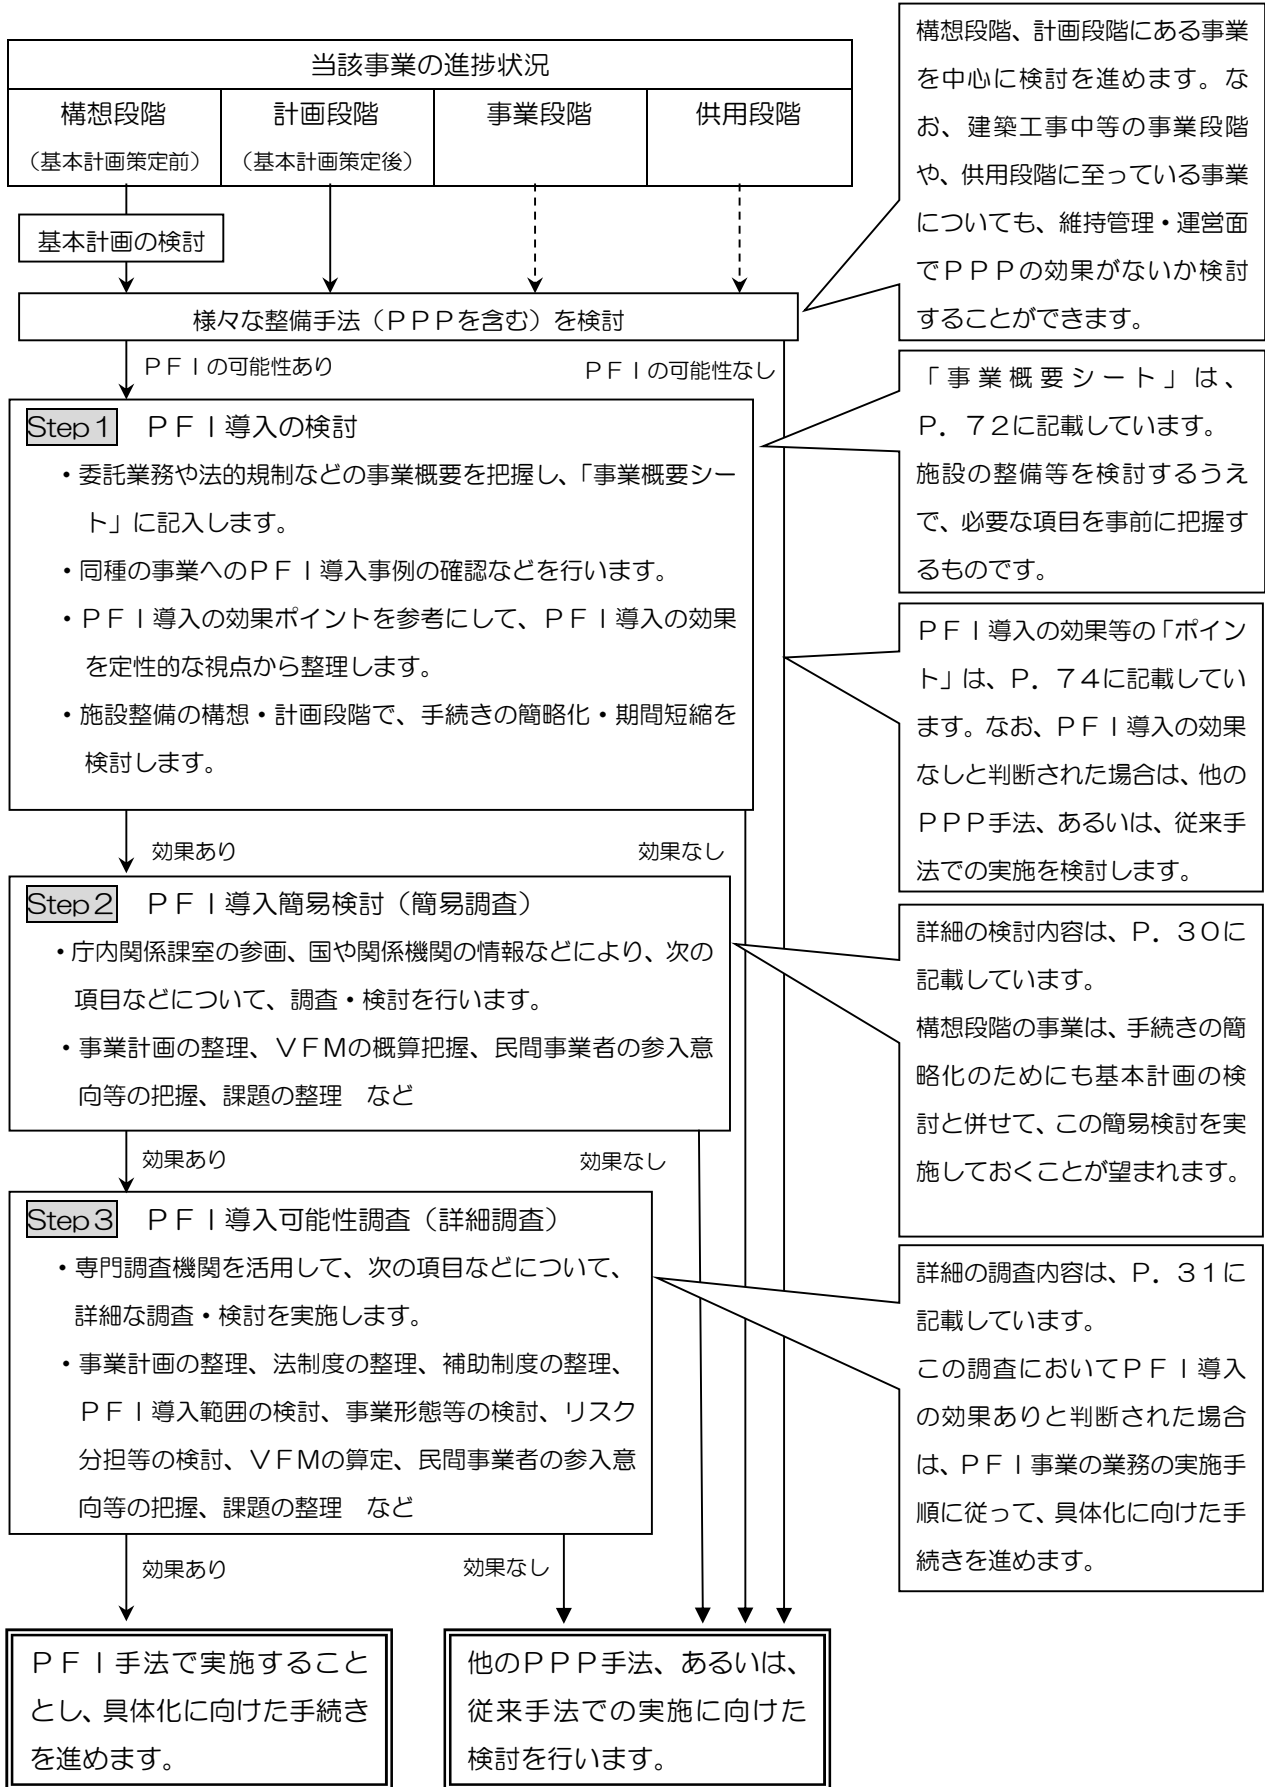 当該事業の進捗状況
構想段階
（基本計画策定前）
計画段階
（基本計画策定後）
事業段階
供用段階
基本計画の検討
様々な整備手法（ＰＰＰを含む）を検討
構想段階、計画段階にある事業
を中心に検討を進めます。な
お、建築工事中等の事業段階
や、供用段階に至っている事業
についても、維持管理・運営面
でＰＰＰの効果がないか検討
することができます。
ＰＦＩの可能性あり
ＰＦＩの可能性なし
Step１　ＰＦＩ導入の検討
・委託業務や法的規制などの事業概要を把握し、「事業概要シー
ト」に記入します。
・同種の事業へのＰＦＩ導入事例の確認などを行います。
・ＰＦＩ導入の効果ポイントを参考にして、ＰＦＩ導入の効果
を定性的な視点から整理します。
・施設整備の構想・計画段階で、手続きの簡略化・期間短縮を
検討します。
「事業概要シート」は、
Ｐ．７２に記載しています。
施設の整備等を検討するうえ
で、必要な項目を事前に把握す
るものです。
ＰＦＩ導入の効果等の「ポイン
ト」は、Ｐ．７４に記載してい
ます。なお、ＰＦＩ導入の効果
なしと判断された場合は、他の
ＰＰＰ手法、あるいは、従来手
法での実施を検討します。
効果あり
効果なし
Step２　ＰＦＩ導入簡易検討（簡易調査）
・庁内関係課室の参画、国や関係機関の情報などにより、次の
項目などについて、調査・検討を行います。
・事業計画の整理、ＶＦＭの概算把握、民間事業者の参入意
向等の把握、課題の整理　など
詳細の検討内容は、Ｐ．３０に
記載しています。
構想段階の事業は、手続きの簡
略化のためにも基本計画の検
討と併せて、この簡易検討を実
施しておくことが望まれます。
効果あり
効果なし
Step３　ＰＦＩ導入可能性調査（詳細調査）
・専門調査機関を活用して、次の項目などについて、
詳細な調査・検討を実施します。
・事業計画の整理、法制度の整理、補助制度の整理、
ＰＦＩ導入範囲の検討、事業形態等の検討、リスク
分担等の検討、ＶＦＭの算定、民間事業者の参入意
向等の把握、課題の整理　など
詳細の調査内容は、Ｐ．３１に
記載しています。
この調査においてＰＦＩ導入
の効果ありと判断された場合
は、ＰＦＩ事業の業務の実施手
順に従って、具体化に向けた手
続きを進めます。
効果あり
効果なし
ＰＦＩ手法で実施すること
とし、具体化に向けた手続き
を進めます。
他のＰＰＰ手法、あるいは、
従来手法での実施に向けた
検討を行います。